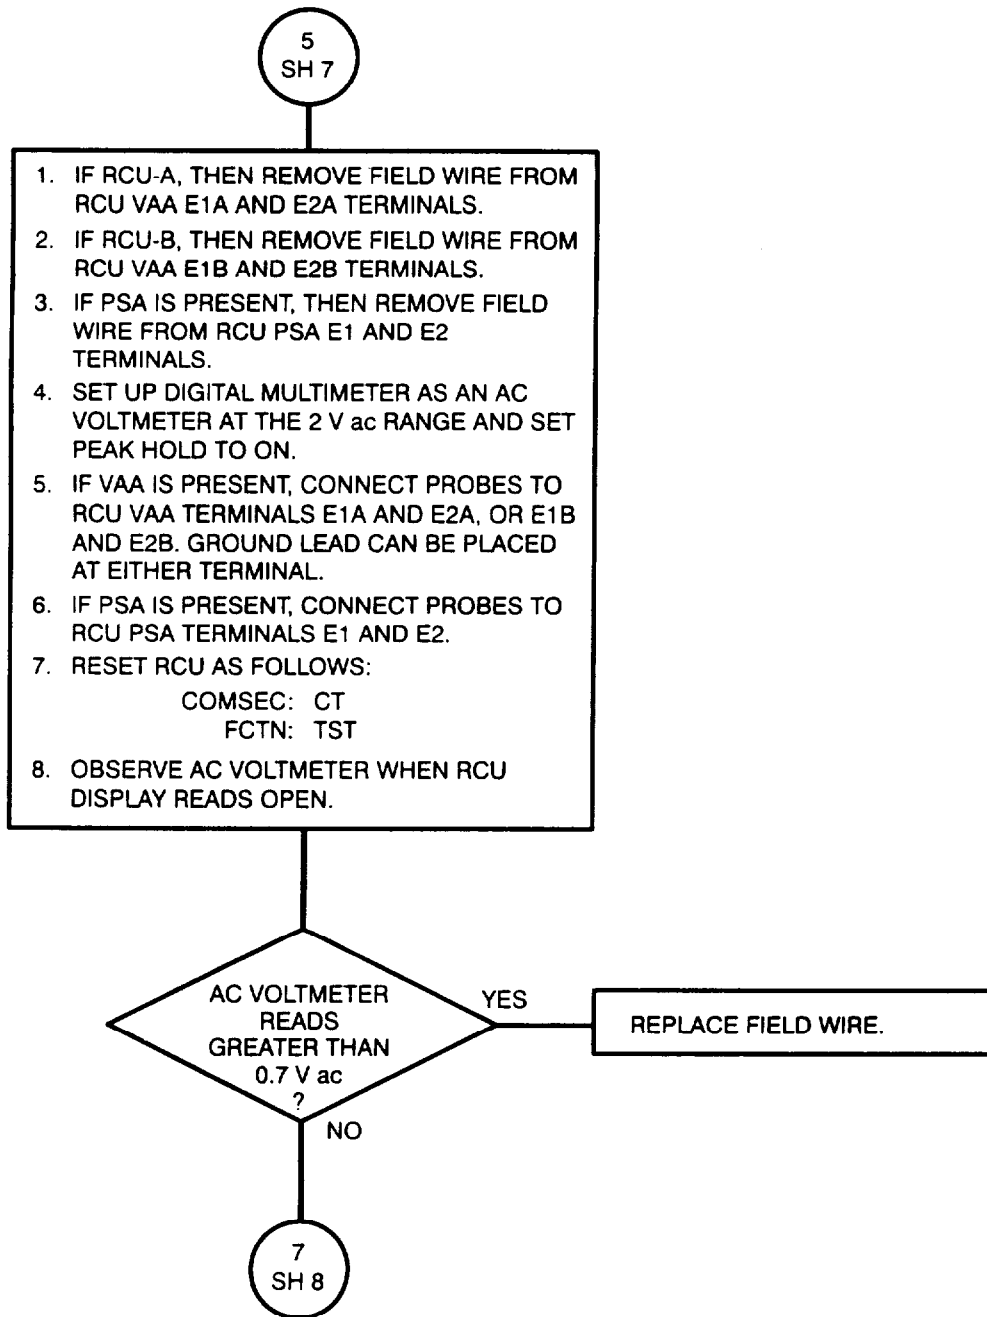 5
SH 7
1. IF RCU-A, THEN REMOVE FIELD WIRE FROM
RCU VAA E1A AND E2A TERMINALS.
2. IF RCU-B, THEN REMOVE FIELD WIRE FROM
RCU VAA E1B AND E2B TERMINALS.
3. IF PSA IS PRESENT, THEN REMOVE FIELD
WIRE FROM RCU PSA E1 AND E2
TERMINALS.
4. SET UP DIGITAL MULTIMETER AS AN AC
VOLTMETER AT THE 2 V ac RANGE AND SET
PEAK HOLD TO ON.
5. IF VAA IS PRESENT, CONNECT PROBES TO
RCU VAA TERMINALS E1A AND E2A, OR E1B
AND E2B. GROUND LEAD CAN BE PLACED
AT EITHER TERMINAL.
6. IF PSA IS PRESENT, CONNECT PROBES TO
RCU PSA TERMINALS E1 AND E2.
7. RESET RCU AS FOLLOWS:
COMSEC: CT
FCTN: TST
8. OBSERVE AC VOLTMETER WHEN RCU
DISPLAY READS OPEN.
AC VOLTMETER
READS
GREATER THAN
0.7 V ac
?
YES
REPLACE FIELD WIRE.
NO
7
SH 8